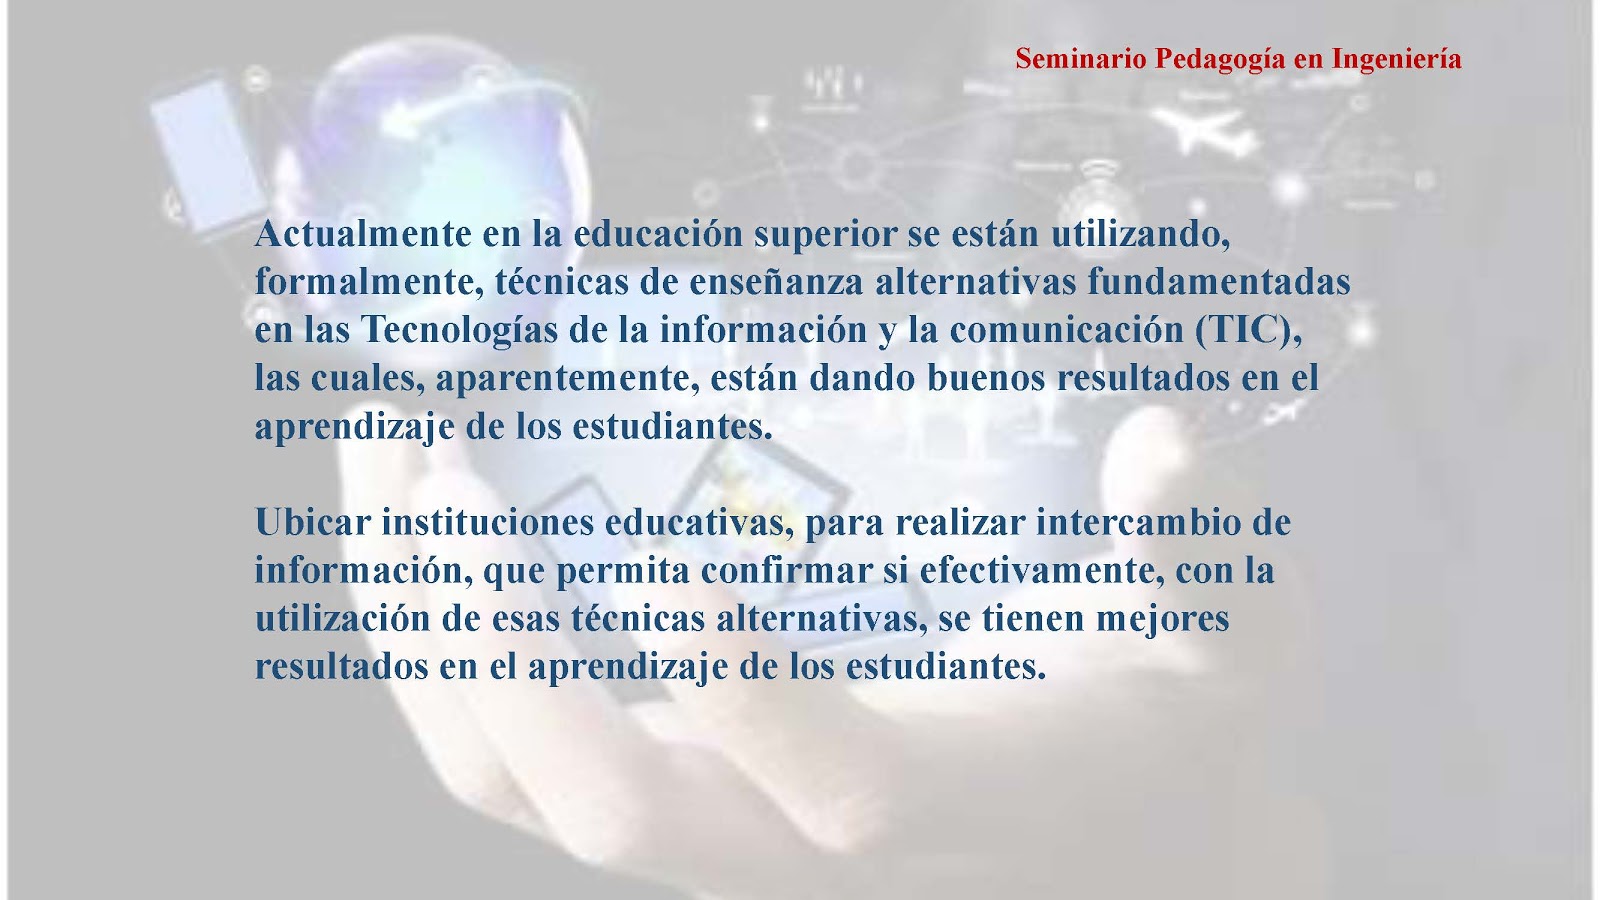 Seminario Pedagogía en Ingeniería
Actualmente en la educación superior se están utilizando,
formalmente, técnicas de enseñanza alternativas fundamentadas
en las Tecnologías de la información y la comunicación (TIC),
las cuales, aparentemente, están dando buenos resultados en el
aprendizaje de los estudiantes.
Ubicar instituciones educativas, para realizar intercambio de
información, que permita confirmar si efectivamente, con la
utilización de esas técnicas alternativas, se tienen mejores
resultados en el aprendizaje de los estudiantes.